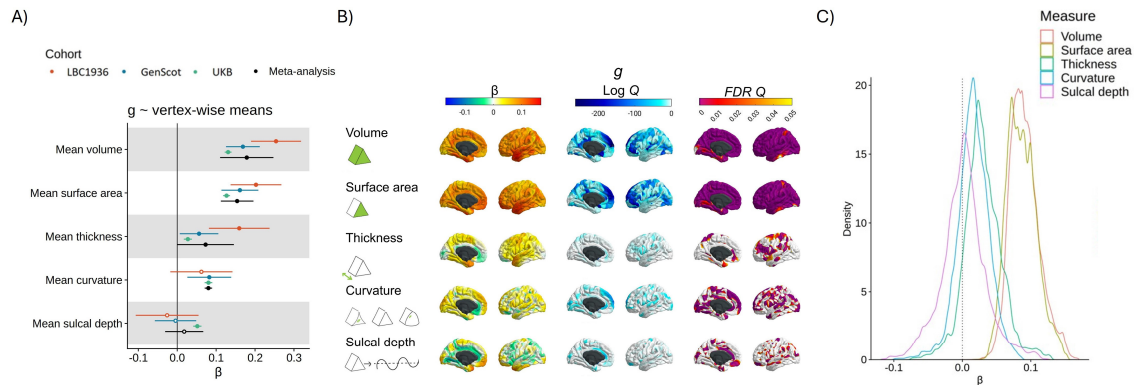 A)
Cohort
LBC1936 GenScot UKB Meta-analysis
g ~ vertex-wise means
Mean volume
Mean surface area
Mean thickness
Mean curvature
Mean sulcal depth
-0.1 0.0 0.1 0.2 0.3
β
B)
g
β Log Q FDR Q
-0.1 0 0.1 -200 -100 0 0 0.01 0.02 0.03 0.04 0.05
Volume
Surface area
Thickness
Curvature
Sulcal depth
C)
Measure
Volume
Surface area
Thickness
Curvature
Sulcal depth
Density
20
15
10
5
0
-0.1 0.0 0.1
β